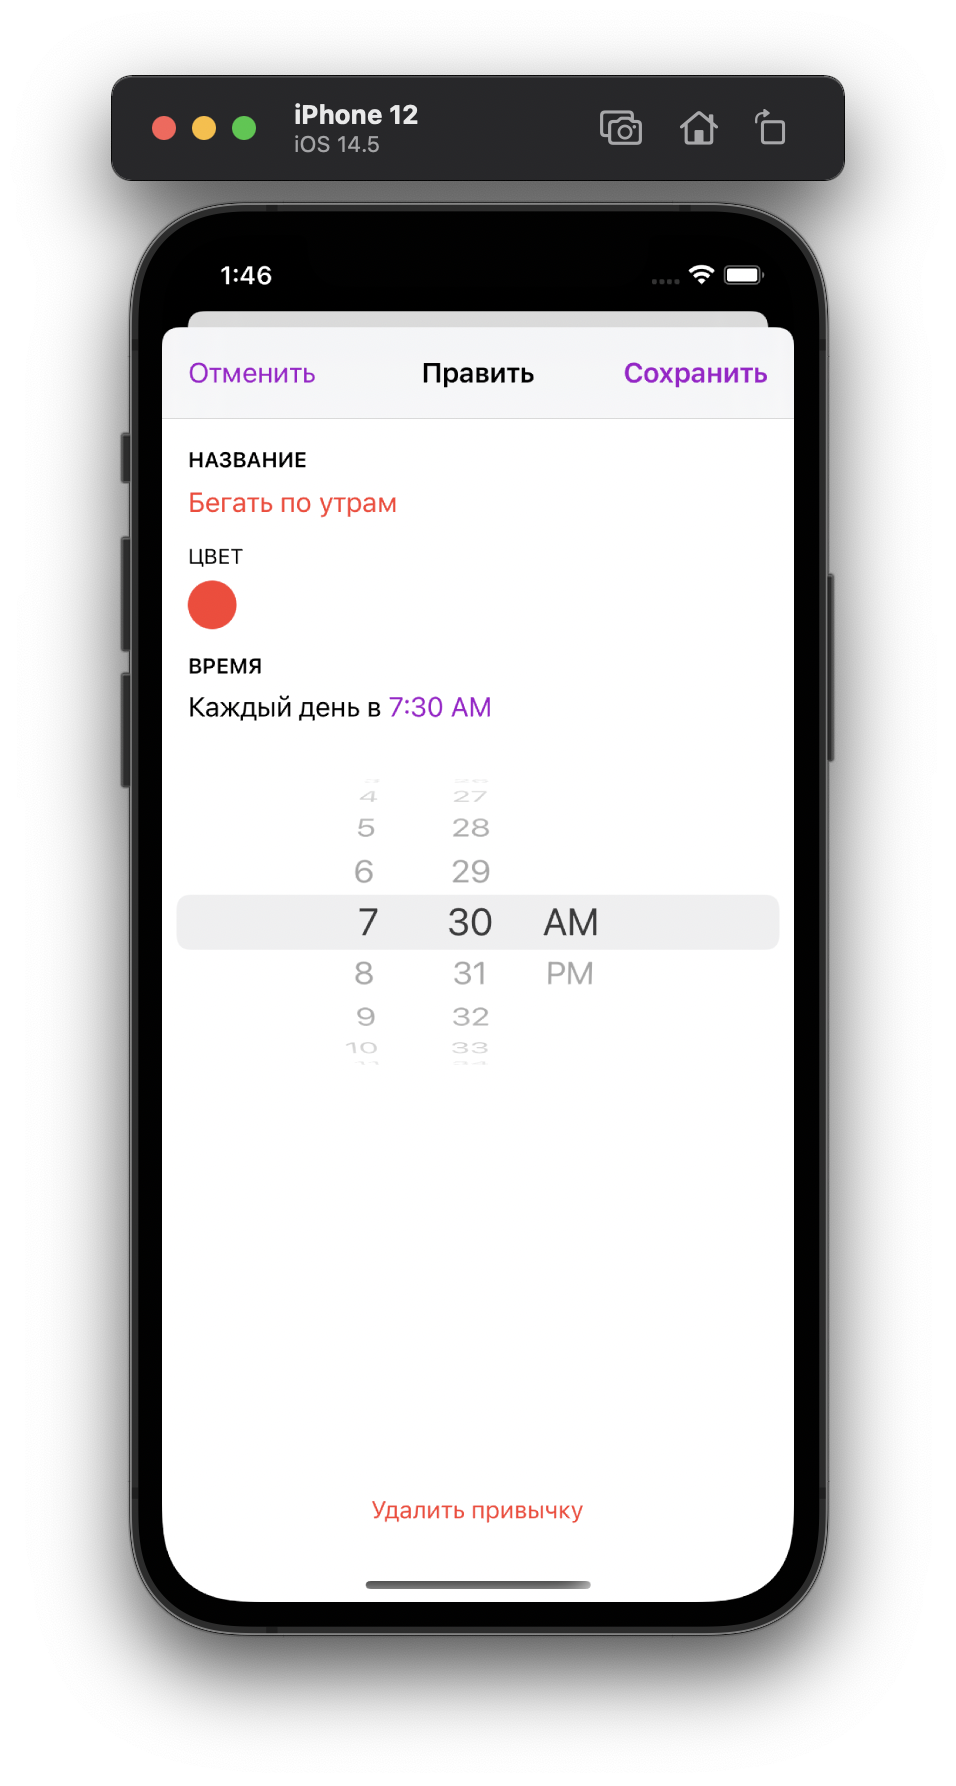 iPhone 12
iOS 14.5
1:46
Отменить Править Сохранить
НАЗВАНИЕ
Бегать по утрам
ЦВЕТ
ВРЕМЯ
Каждый день в 7:30 AM
4 27
5 28
6 29
7 30 AM
8 31 PM
9 32
10 33
Удалить привычку